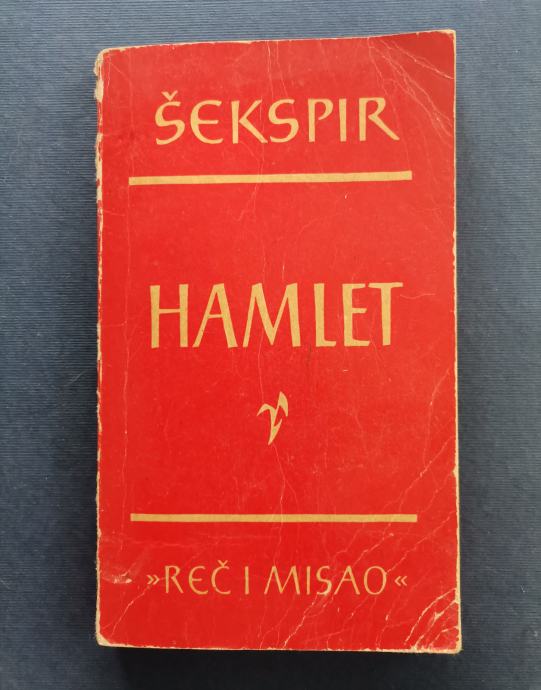 ŠEKSPIR
HAMLET
»REČ I MISAO«